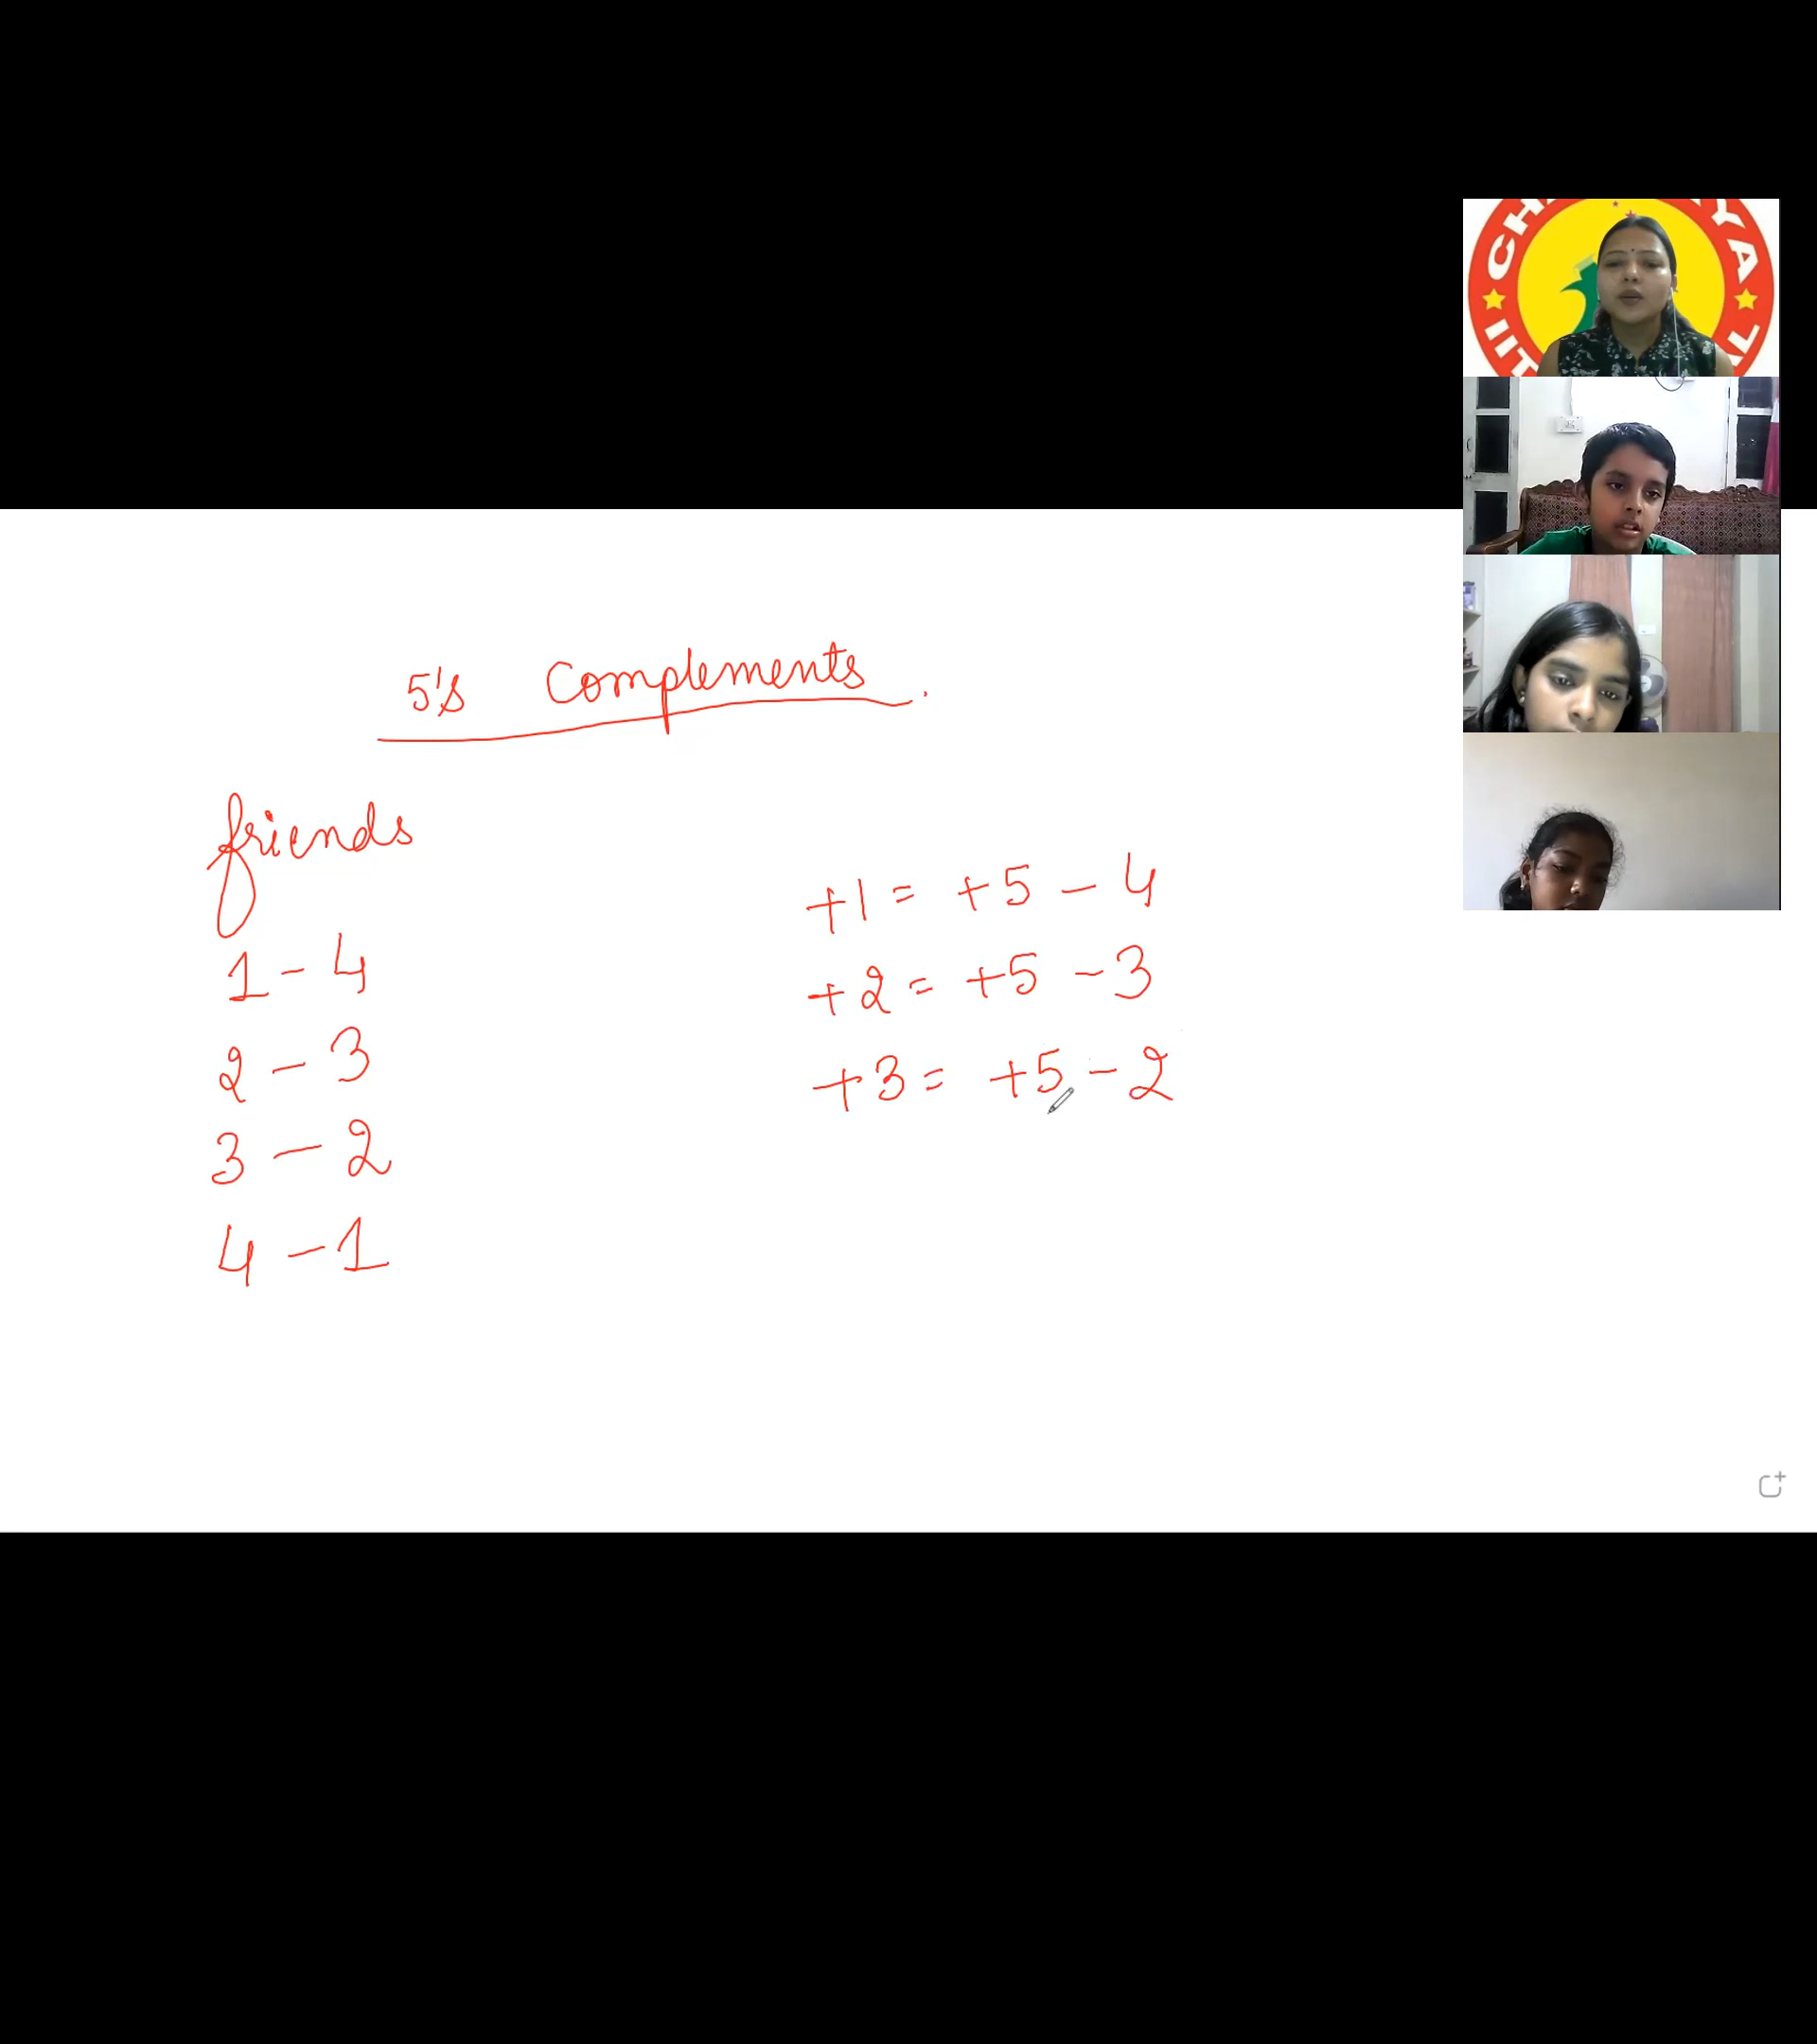 5's Complements.
friends
1 - 4
2 - 3
3 - 2
4 - 1
+1 = +5 - 4
+2 = +5 - 3
+3 = +5 - 2